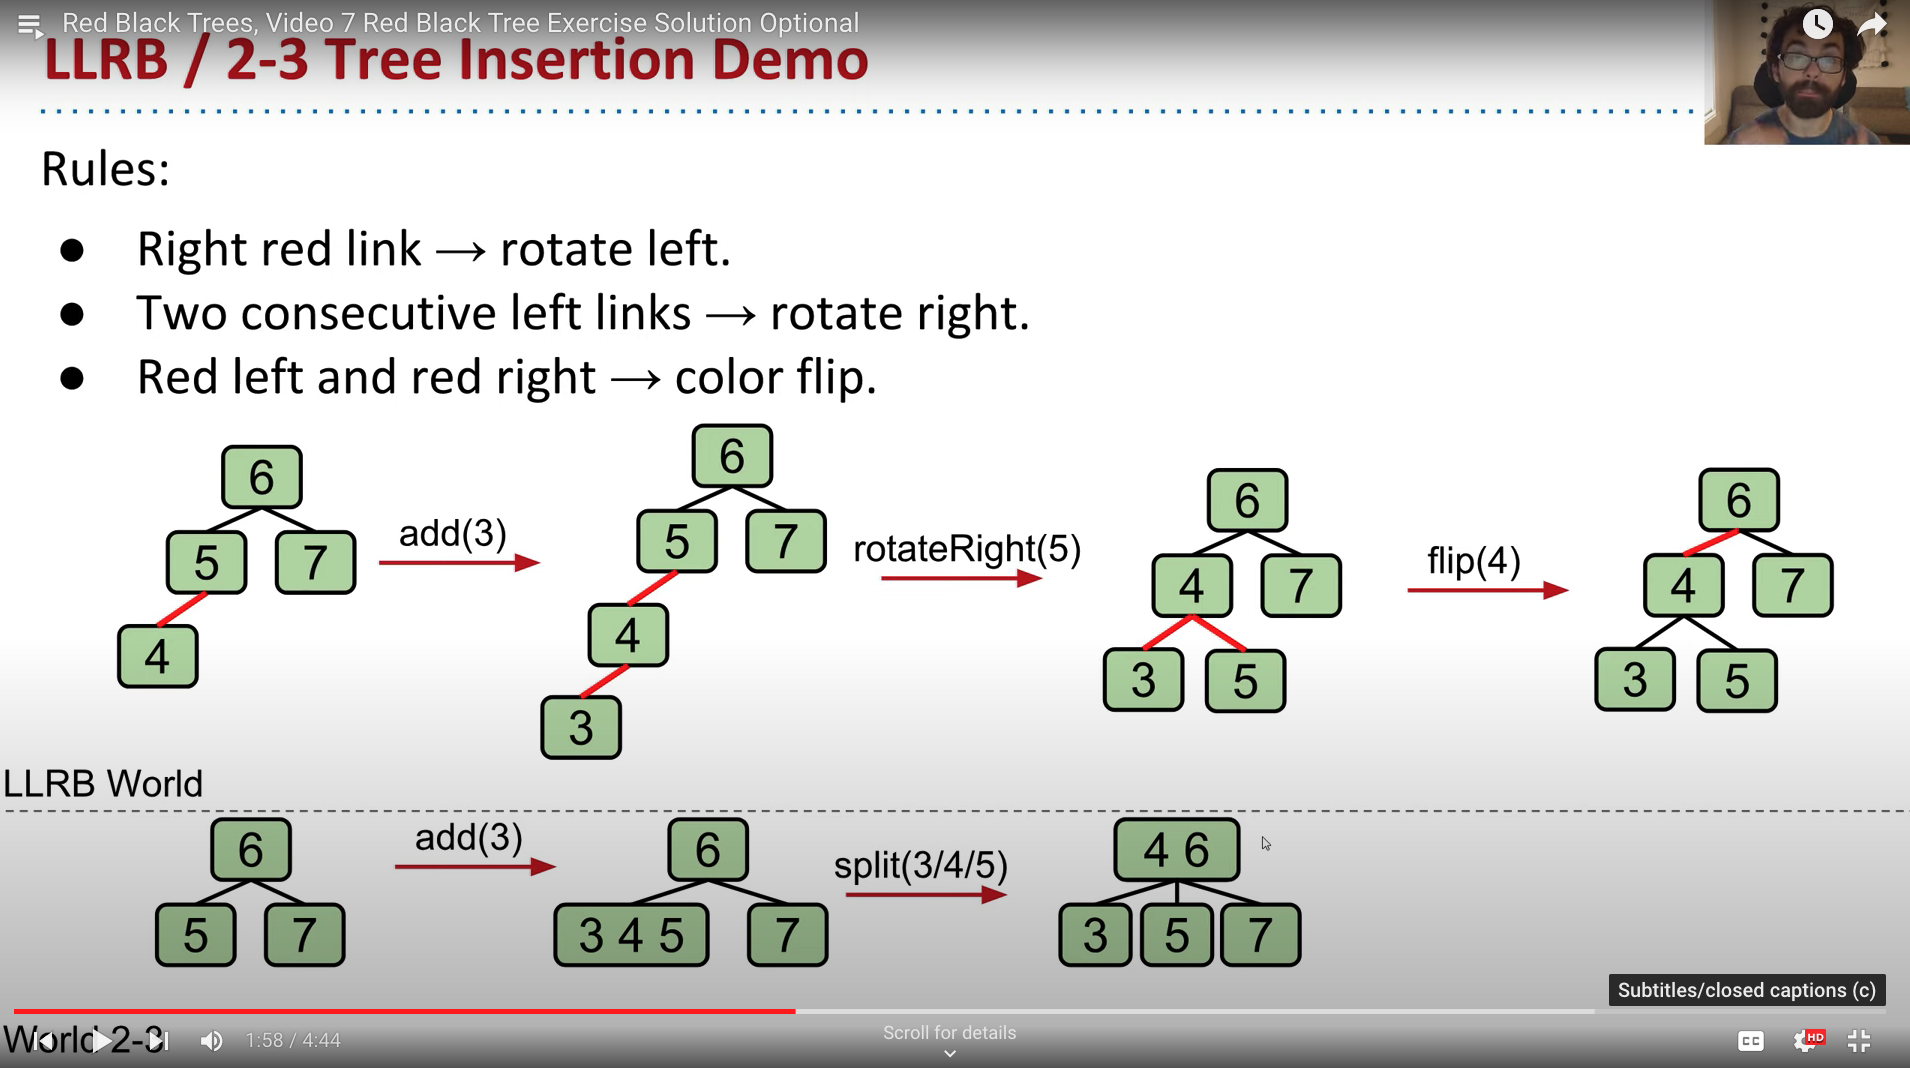 Red Black Trees, Video 7 Red Black Tree Exercise Solution Optional
LLRB / 2-3 Tree Insertion Demo
Rules:
● Right red link → rotate left.
● Two consecutive left links → rotate right.
● Red left and red right → color flip.
6
5 7
4
add(3)
6
5 7
4
3
rotateRight(5)
6
4 7
3 5
flip(4)
6
4 7
3 5
LLRB World
6
5 7
add(3)
6
3 4 5 7
split(3/4/5)
4 6
3 5 7
Subtitles/closed captions (c)
World 2-3
1:58 / 4:44
Scroll for details
CC
HD